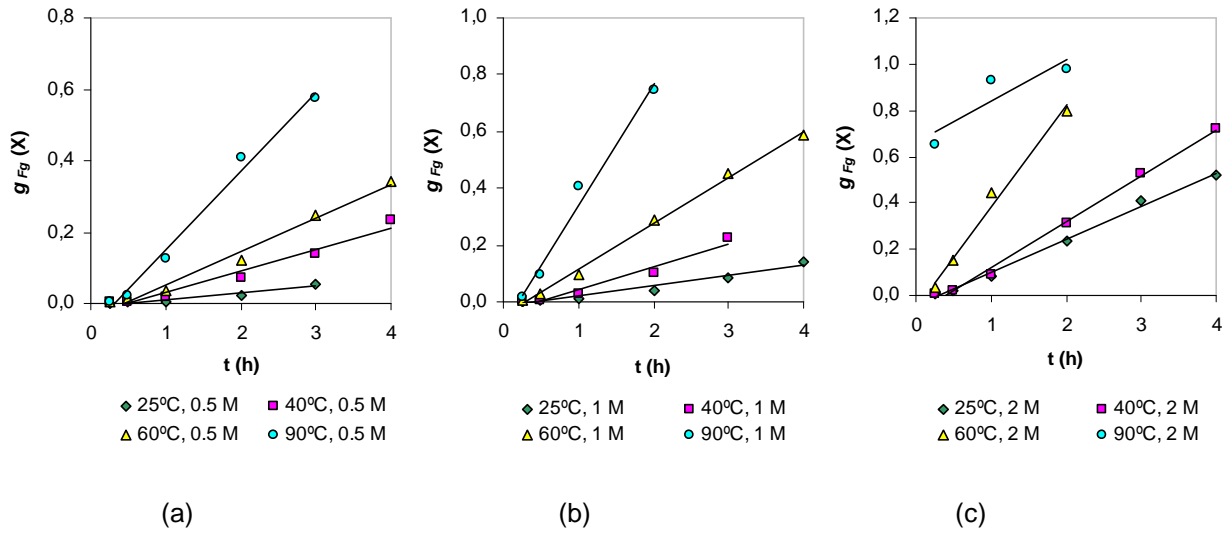 0,8
0,6
0,4
0,2
0,0
g Fg (X)
0 1 2 3 4
t (h)
25ºC, 0.5 M 40ºC, 0.5 M
60ºC, 0.5 M 90ºC, 0.5 M
(a)
1,0
0,8
0,6
0,4
0,2
0,0
g Fg (X)
0 1 2 3 4
t (h)
25ºC, 1 M 40ºC, 1 M
60ºC, 1 M 90ºC, 1 M
(b)
1,2
1,0
0,8
0,6
0,4
0,2
0,0
g Fg (X)
0 1 2 3 4
t (h)
25ºC, 2 M 40ºC, 2 M
60ºC, 2 M 90ºC, 2 M
(c)